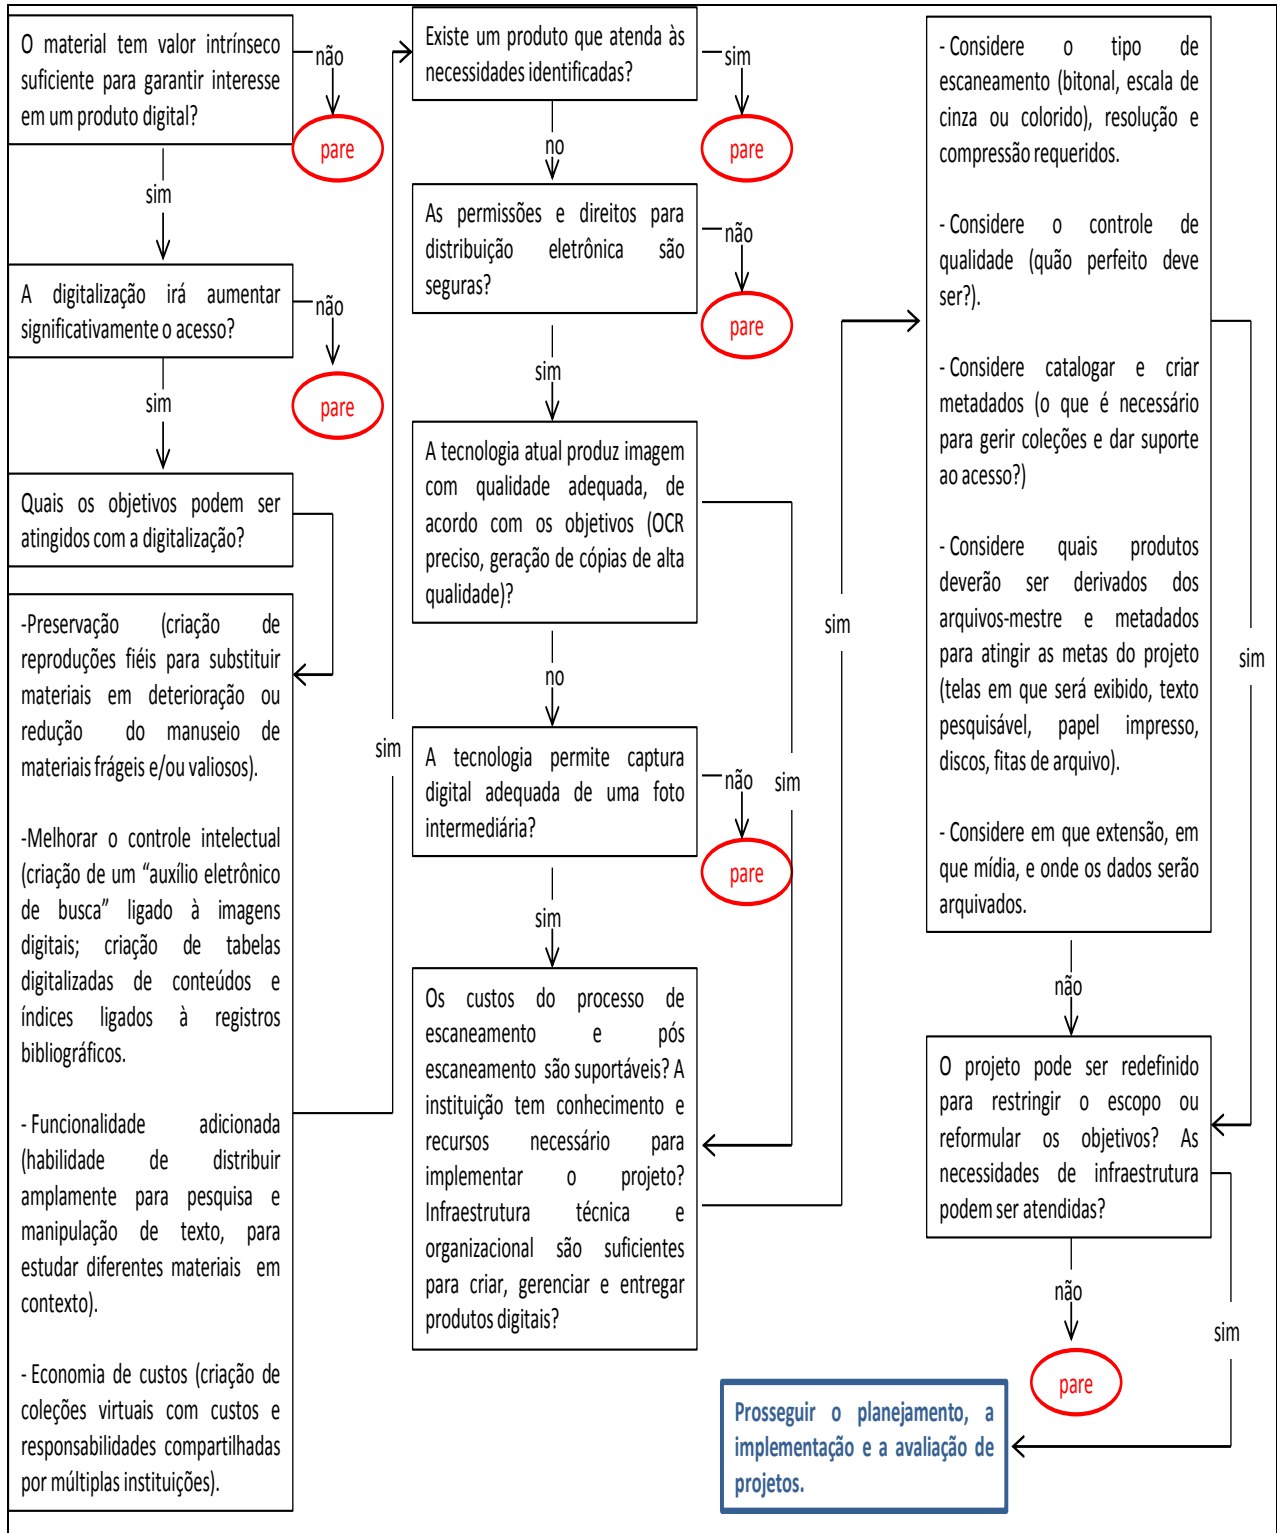 O material tem valor intrínseco
suficiente para garantir interesse
em um produto digital?
não
pare
sim
A digitalização irá aumentar
significativamente o acesso?
não
pare
sim
Quais os objetivos podem ser
atingidos com a digitalização?
-Preservação (criação de
reproduções fiéis para substituir
materiais em deterioração ou
redução do manuseio de
materiais frágeis e/ou valiosos).
-Melhorar o controle intelectual
(criação de um “auxílio eletrônico
de busca” ligado à imagens
digitais; criação de tabelas
digitalizadas de conteúdos e
índices ligados à registros
bibliográficos.
- Funcionalidade adicionada
(habilidade de distribuir
amplamente para pesquisa e
manipulação de texto, para
estudar diferentes materiais em
contexto).
- Economia de custos (criação de
coleções virtuais com custos e
responsabilidades compartilhadas
por múltiplas instituições).
sim
Existe um produto que atenda às
necessidades identificadas?
sim
pare
no
As permissões e direitos para
distribuição eletrônica são
seguras?
não
pare
sim
A tecnologia atual produz imagem
com qualidade adequada, de
acordo com os objetivos (OCR
preciso, geração de cópias de alta
qualidade)?
sim
no
A tecnologia permite captura
digital adequada de uma foto
intermediária?
não
pare
sim
Os custos do processo de
escaneamento e pós
escaneamento são suportáveis? A
instituição tem conhecimento e
recursos necessário para
implementar o projeto?
Infraestrutura técnica e
organizacional são suficientes
para criar, gerenciar e entregar
produtos digitais?
sim
- Considere o tipo de
escaneamento (bitonal, escala de
cinza ou colorido), resolução e
compressão requeridos.
- Considere o controle de
qualidade (quão perfeito deve
ser?).
- Considere catalogar e criar
metadados (o que é necessário
para gerir coleções e dar suporte
ao acesso?)
- Considere quais produtos
deverão ser derivados dos
arquivos-mestre e metadados
para atingir as metas do projeto
(telas em que será exibido, texto
pesquisável, papel impresso,
discos, fitas de arquivo).
- Considere em que extensão, em
que mídia, e onde os dados serão
arquivados.
sim
não
O projeto pode ser redefinido
para restringir o escopo ou
reformular os objetivos? As
necessidades de infraestrutura
podem ser atendidas?
não
pare
sim
Prosseguir o planejamento, a
implementação e a avaliação de
projetos.